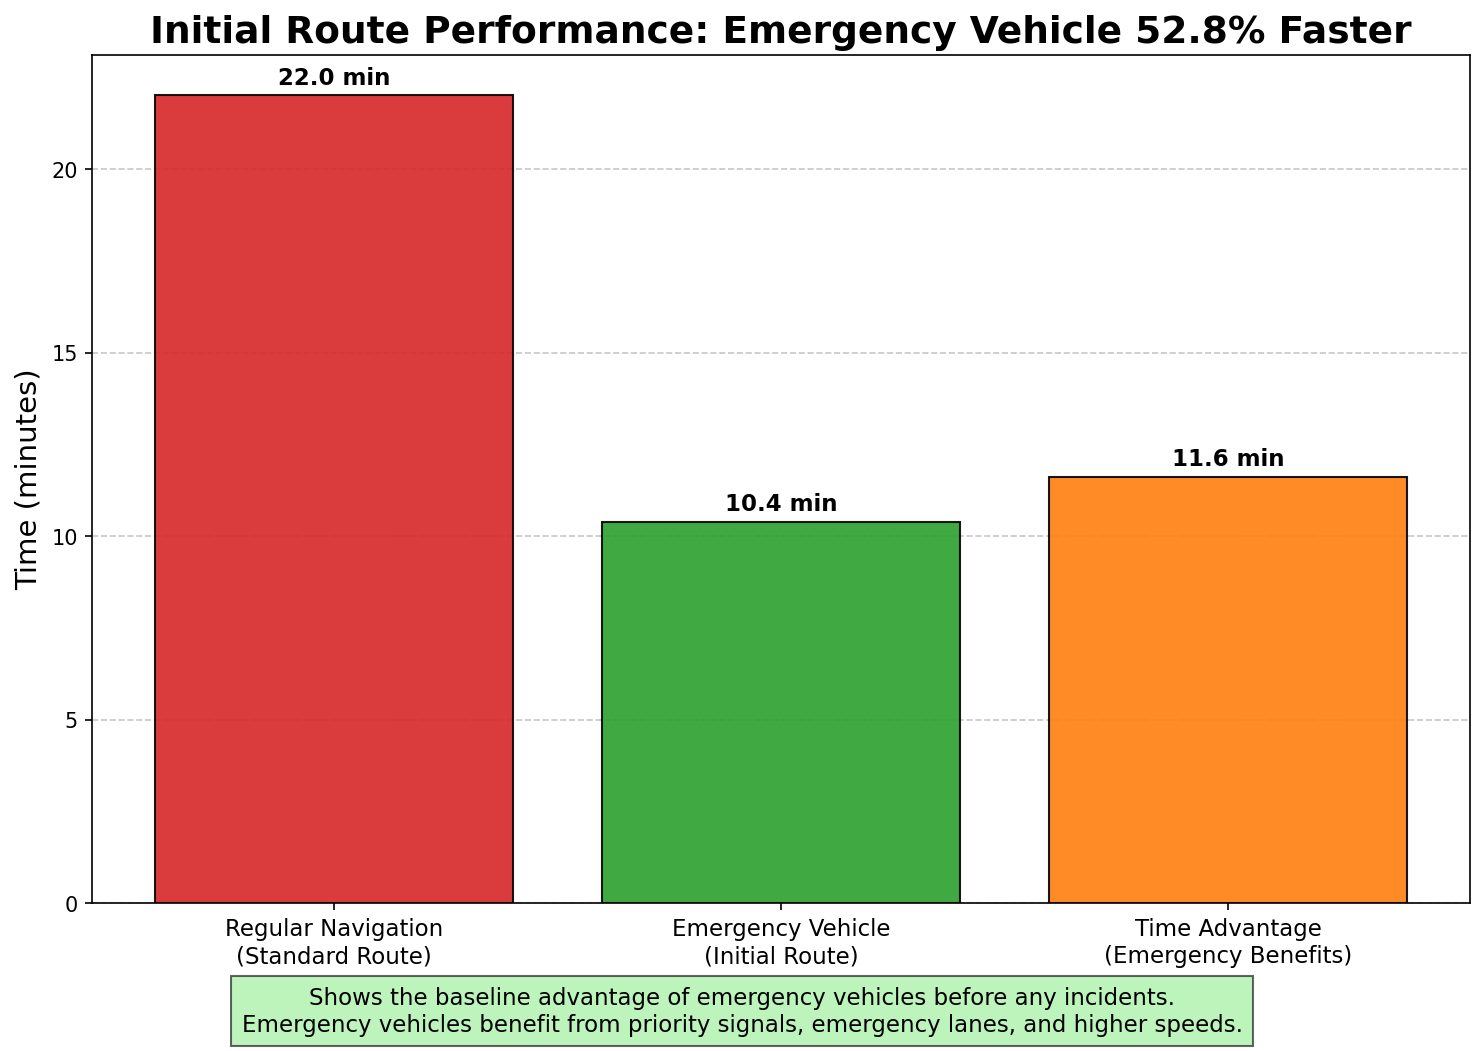 Initial Route Performance: Emergency Vehicle 52.8% Faster
22.0 min
10.4 min
11.6 min
Time (minutes)
20
15
10
5
0
Regular Navigation
(Standard Route)
Emergency Vehicle
(Initial Route)
Time Advantage
(Emergency Benefits)
Shows the baseline advantage of emergency vehicles before any incidents.
Emergency vehicles benefit from priority signals, emergency lanes, and higher speeds.